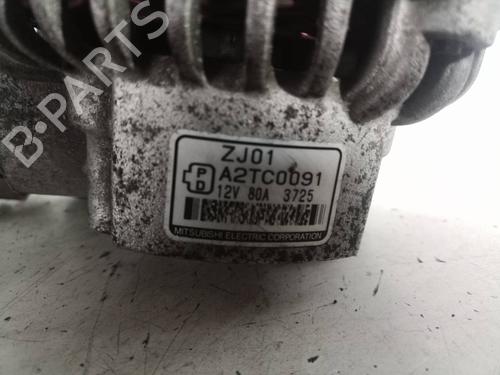 B-PARTS
ZJ01
P
D
A2TC0091
12V 80A 3725
MITSUBISHI ELECTRIC CORPORATION